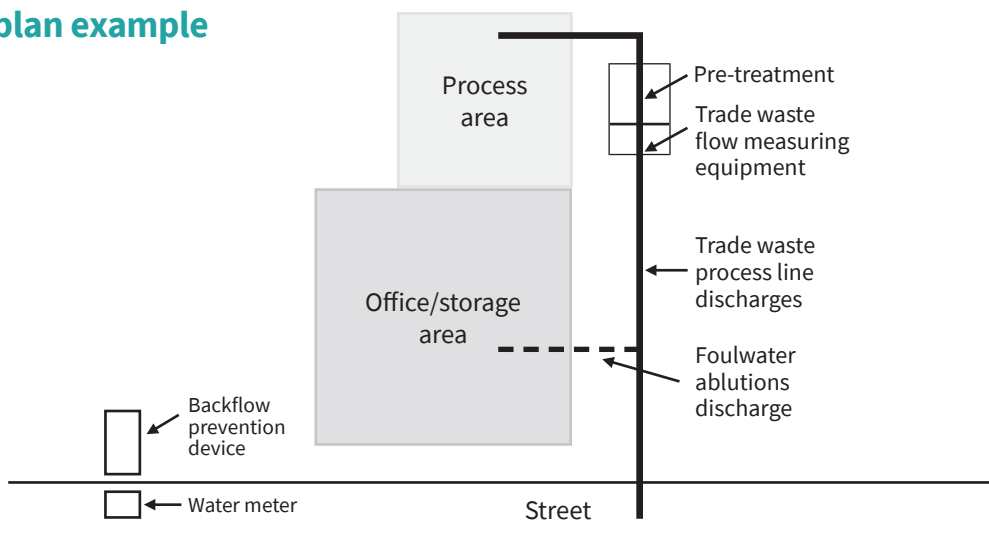 plan example
Process
area
Pre-treatment
Trade waste
flow measuring
equipment
Office/storage
area
Trade waste
process line
discharges
Foulwater
ablutions
discharge
Backflow
prevention
device
Water meter
Street